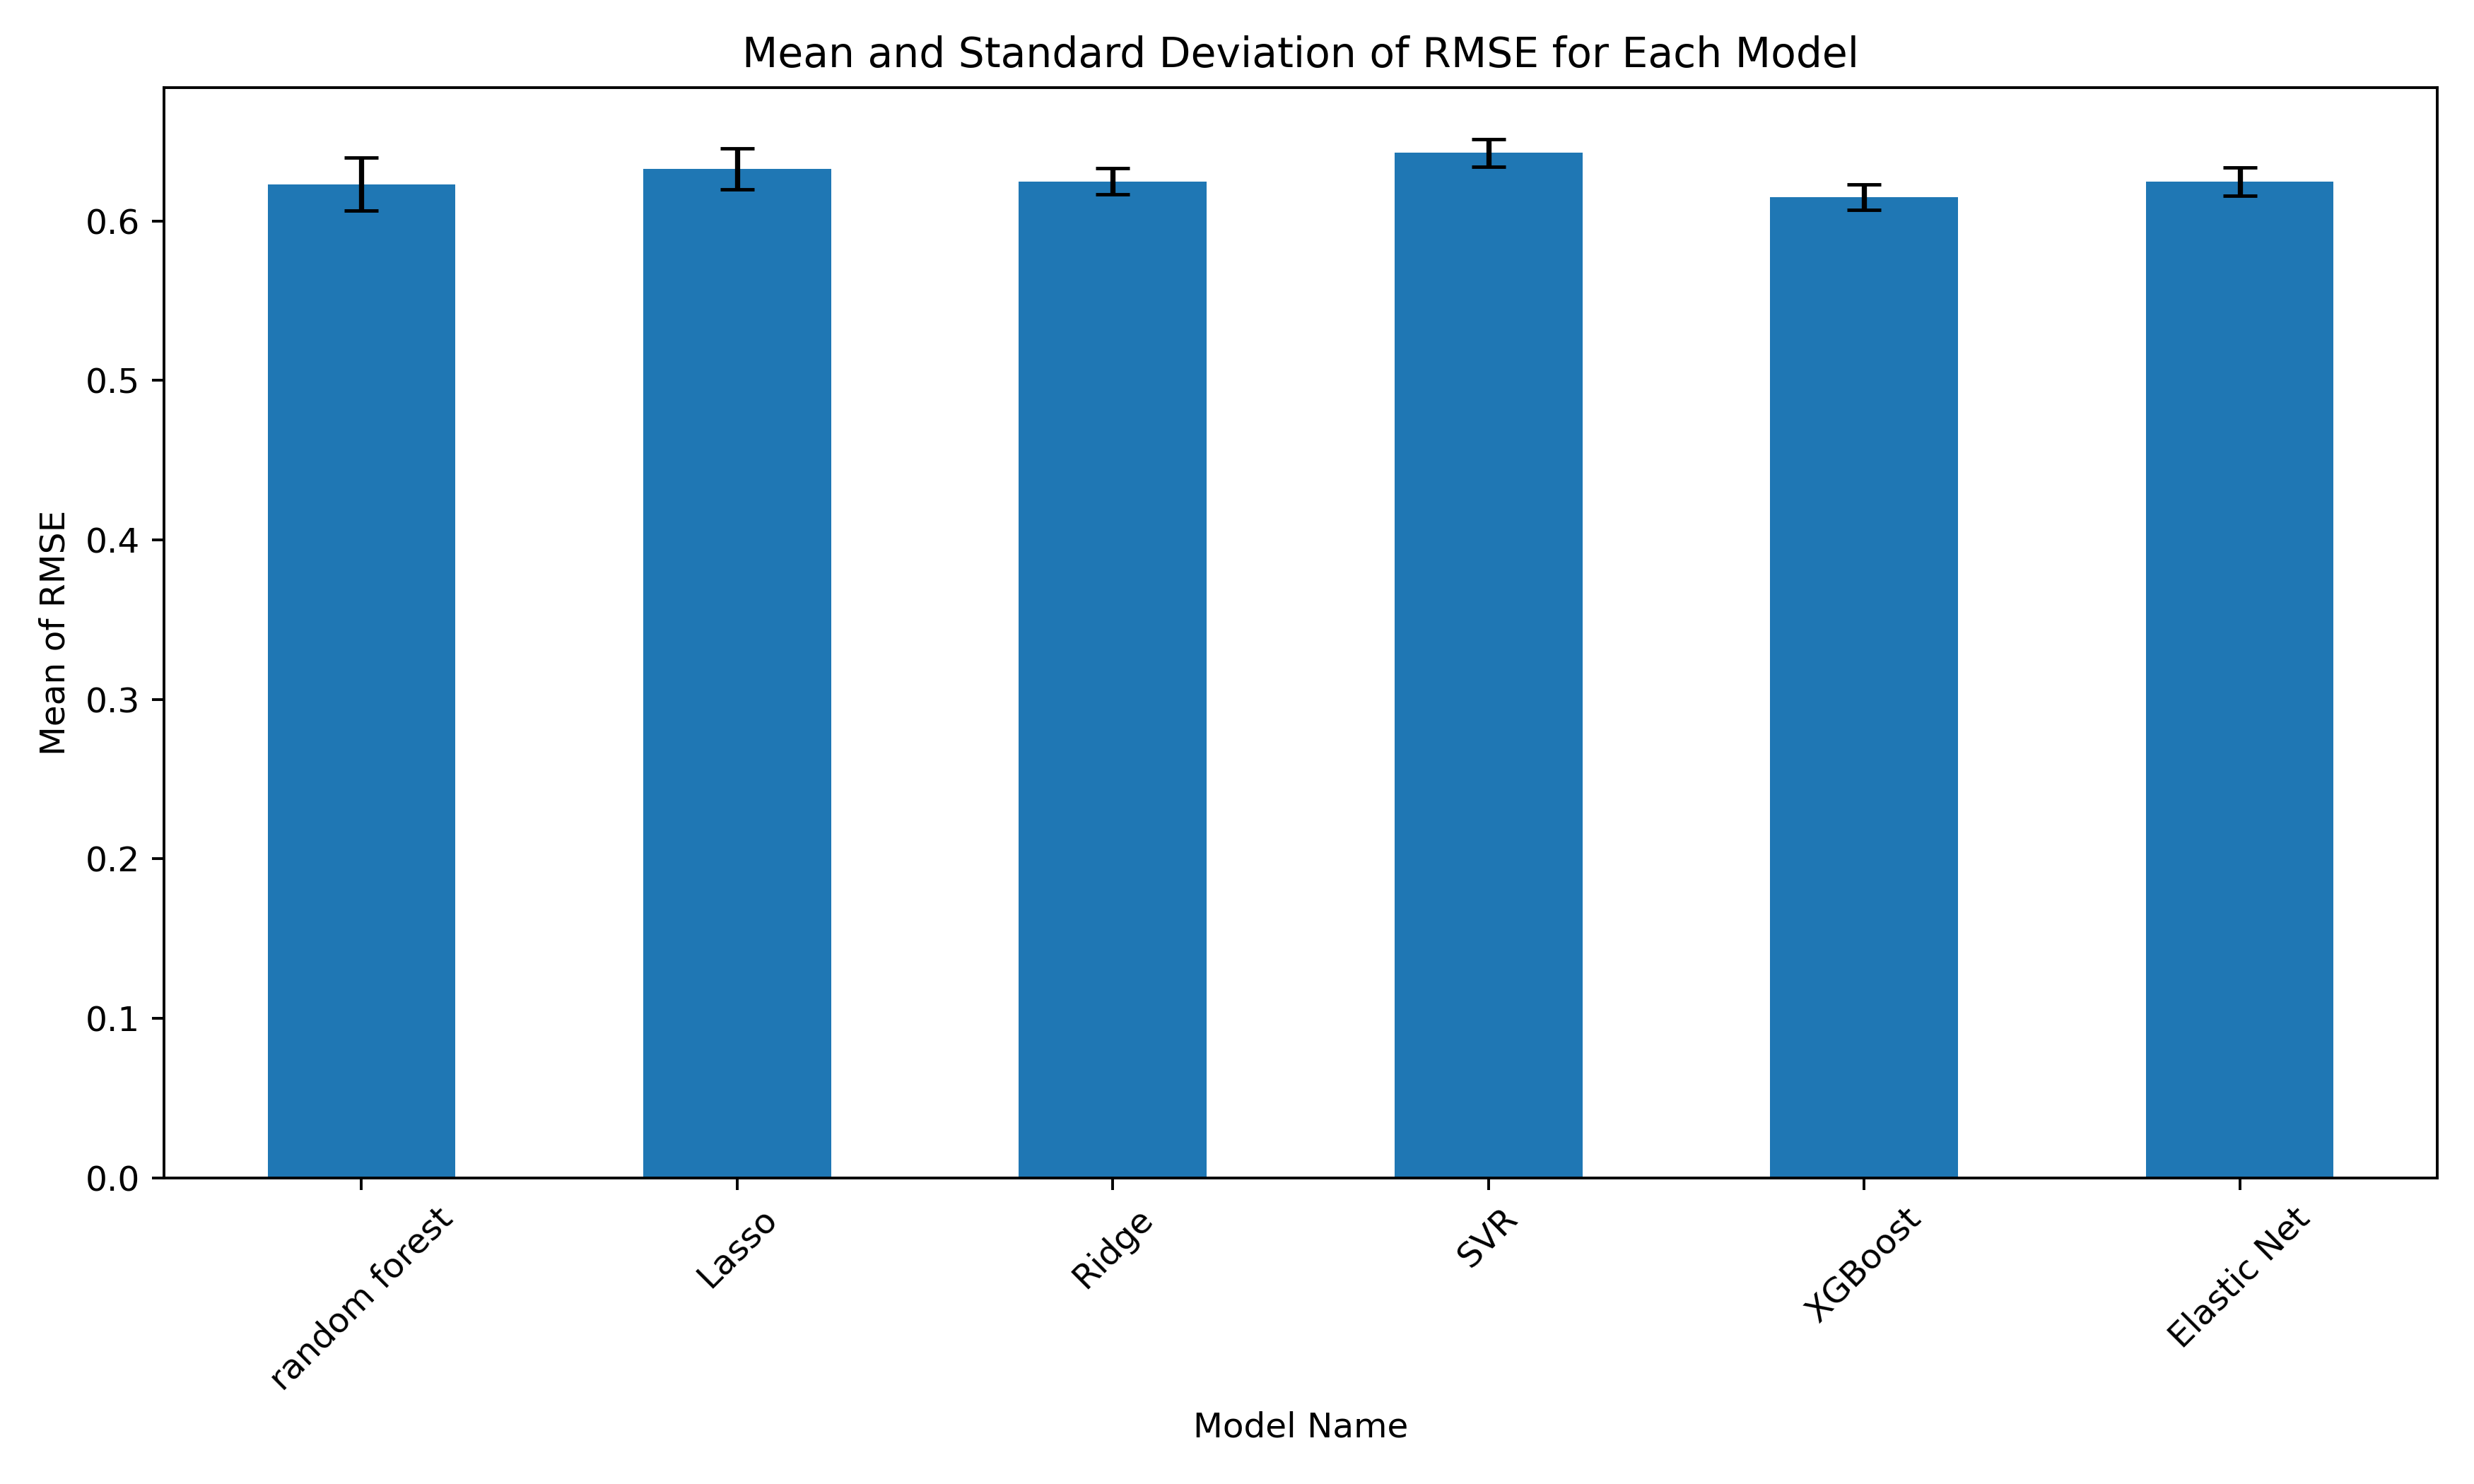 Mean and Standard Deviation of RMSE for Each Model
Mean of RMSE
0.6
0.5
0.4
0.3
0.2
0.1
0.0
random forest
Lasso
Ridge
SVR
XGBoost
Elastic Net
Model Name